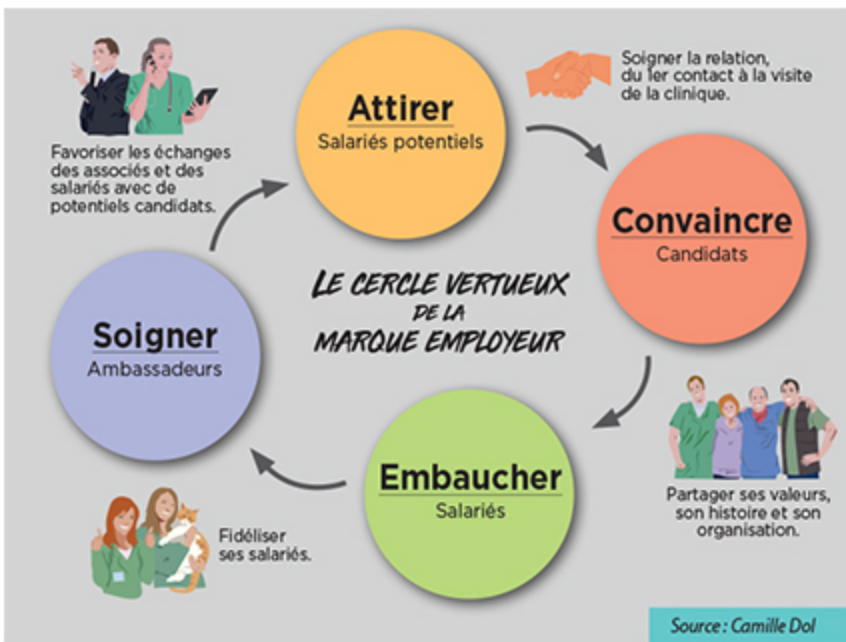 Attirer
Salariés potentiels
Soigner la relation,
du 1er contact à la visite
de la clinique.
Convaincre
Candidats
Partager ses valeurs,
son histoire et son
organisation.
Embaucher
Salariés
Fidéliser
ses salariés.
Soigner
Ambassadeurs
Favoriser les échanges
des associés et des
salariés avec de
potentiels candidats.
LE CERCLE VERTUEUX
DE LA
MARQUE EMPLOYEUR
Source : Camille Dol